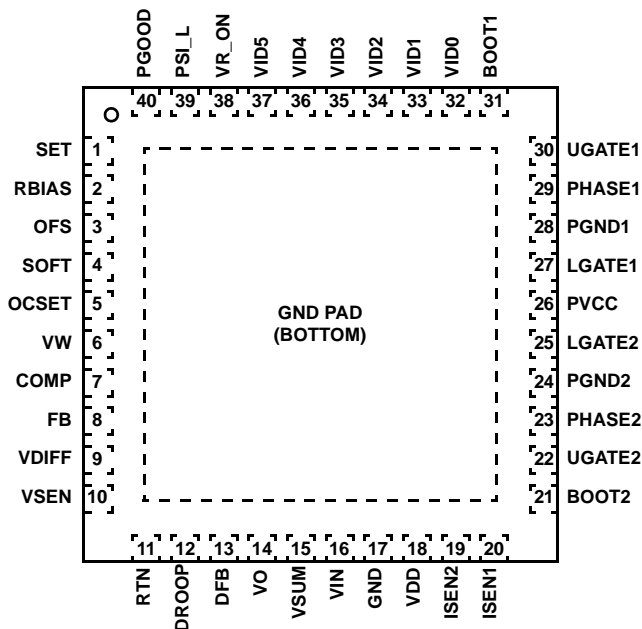 PGOOD PSI_L VR_ON VID5 VID4 VID3 VID2 VID1 VID0 BOOT1
40 39 38 37 36 35 34 33 32 31
SET 1 30 UGATE1
RBIAS 2 29 PHASE1
OFS 3 28 PGND1
SOFT 4 27 LGATE1
OCSET 5 26 PVCC
VW 6 25 LGATE2
COMP 7 24 PGND2
FB 8 23 PHASE2
VDIFF 9 22 UGATE2
VSEN 10 21 BOOT2
GND PAD
(BOTTOM)
11 12 13 14 15 16 17 18 19 20
RTN DROOP DFB VO VSUM VIN GND VDD ISEN2 ISEN1